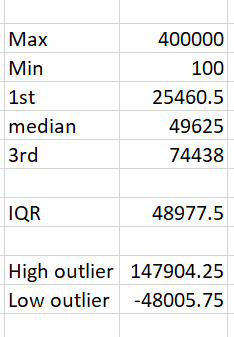 Max 400000
Min 100
1st 25460.5
median 49625
3rd 74438
IQR 48977.5
High outlier 147904.25
Low outlier -48005.75